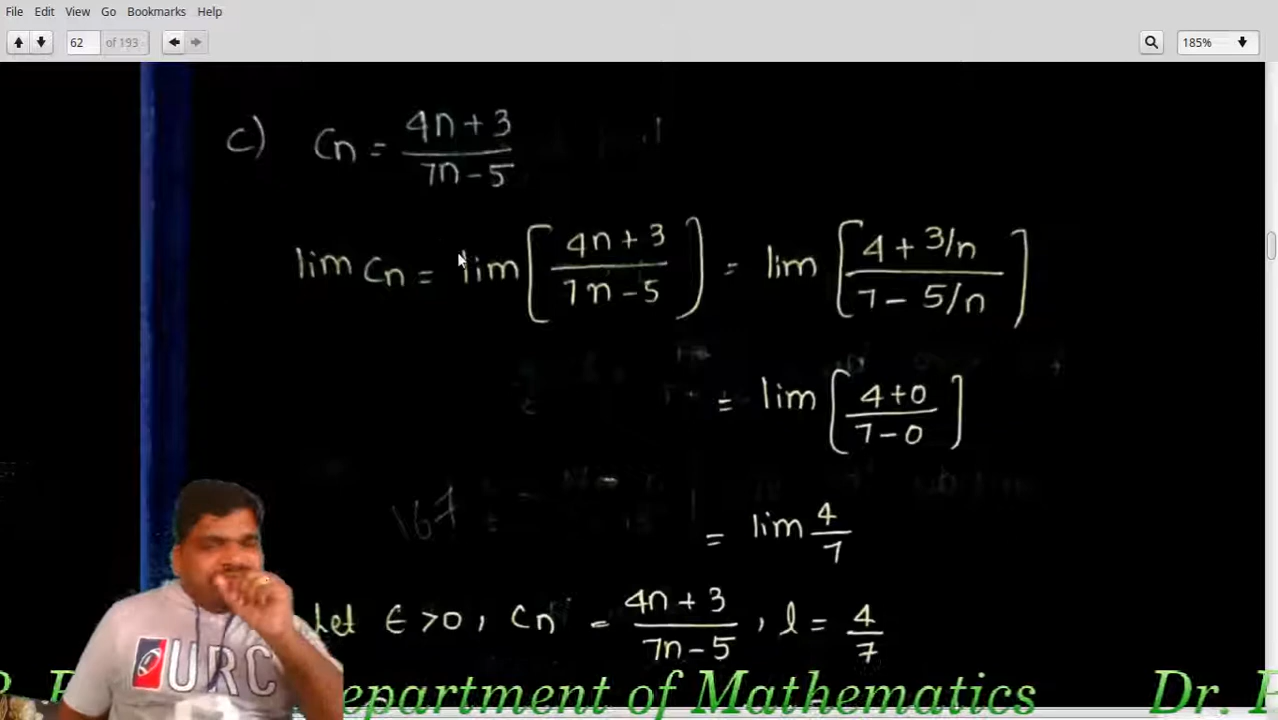 File Edit View Go Bookmarks Help
62 of 193 185%
c) Cn = 4n + 3 / 7n - 5
lim Cn = lim [ 4n + 3 / 7n - 5 ] = lim [ 4 + 3/n / 7 - 5/n ]
= lim [ 4 + 0 / 7 - 0 ]
167
= lim 4/7
Let ϵ > 0, Cn = 4n + 3 / 7n - 5 , l = 4/7
URC
epartment of Mathematics Dr.